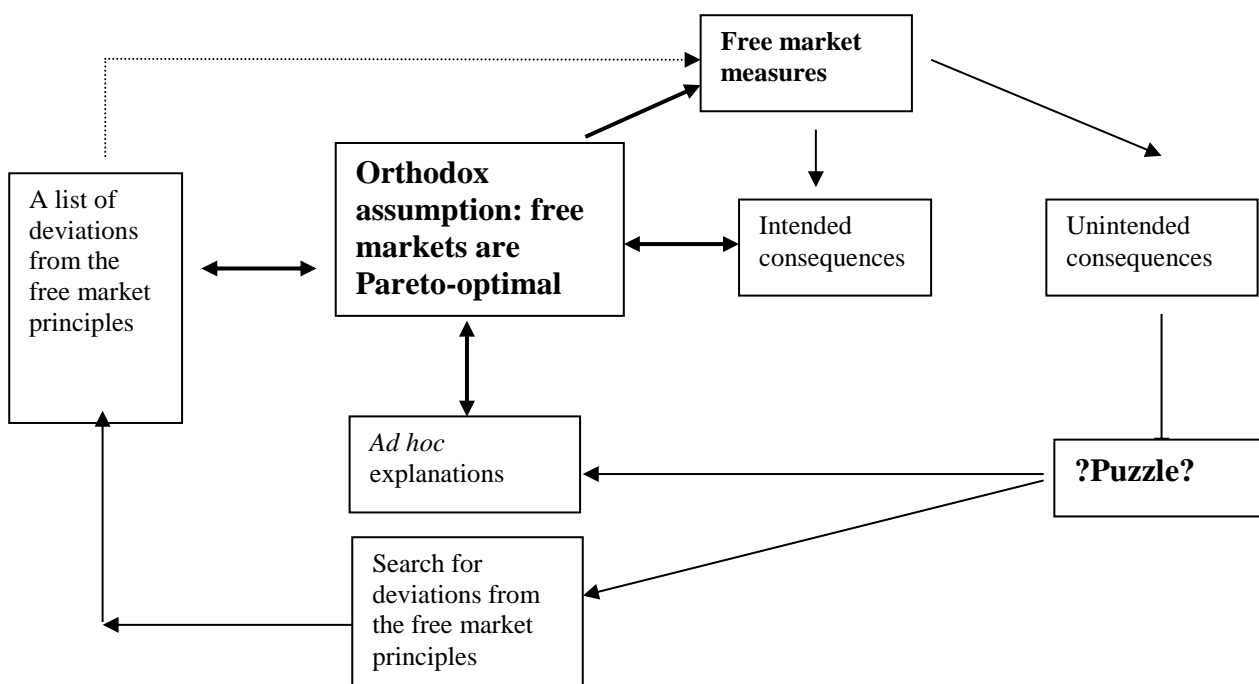 Free market
measures
Orthodox
assumption: free
markets are
Pareto-optimal
A list of
deviations
from the
free market
principles
Intended
consequences
Unintended
consequences
Ad hoc
explanations
?Puzzle?
Search for
deviations from
the free market
principles